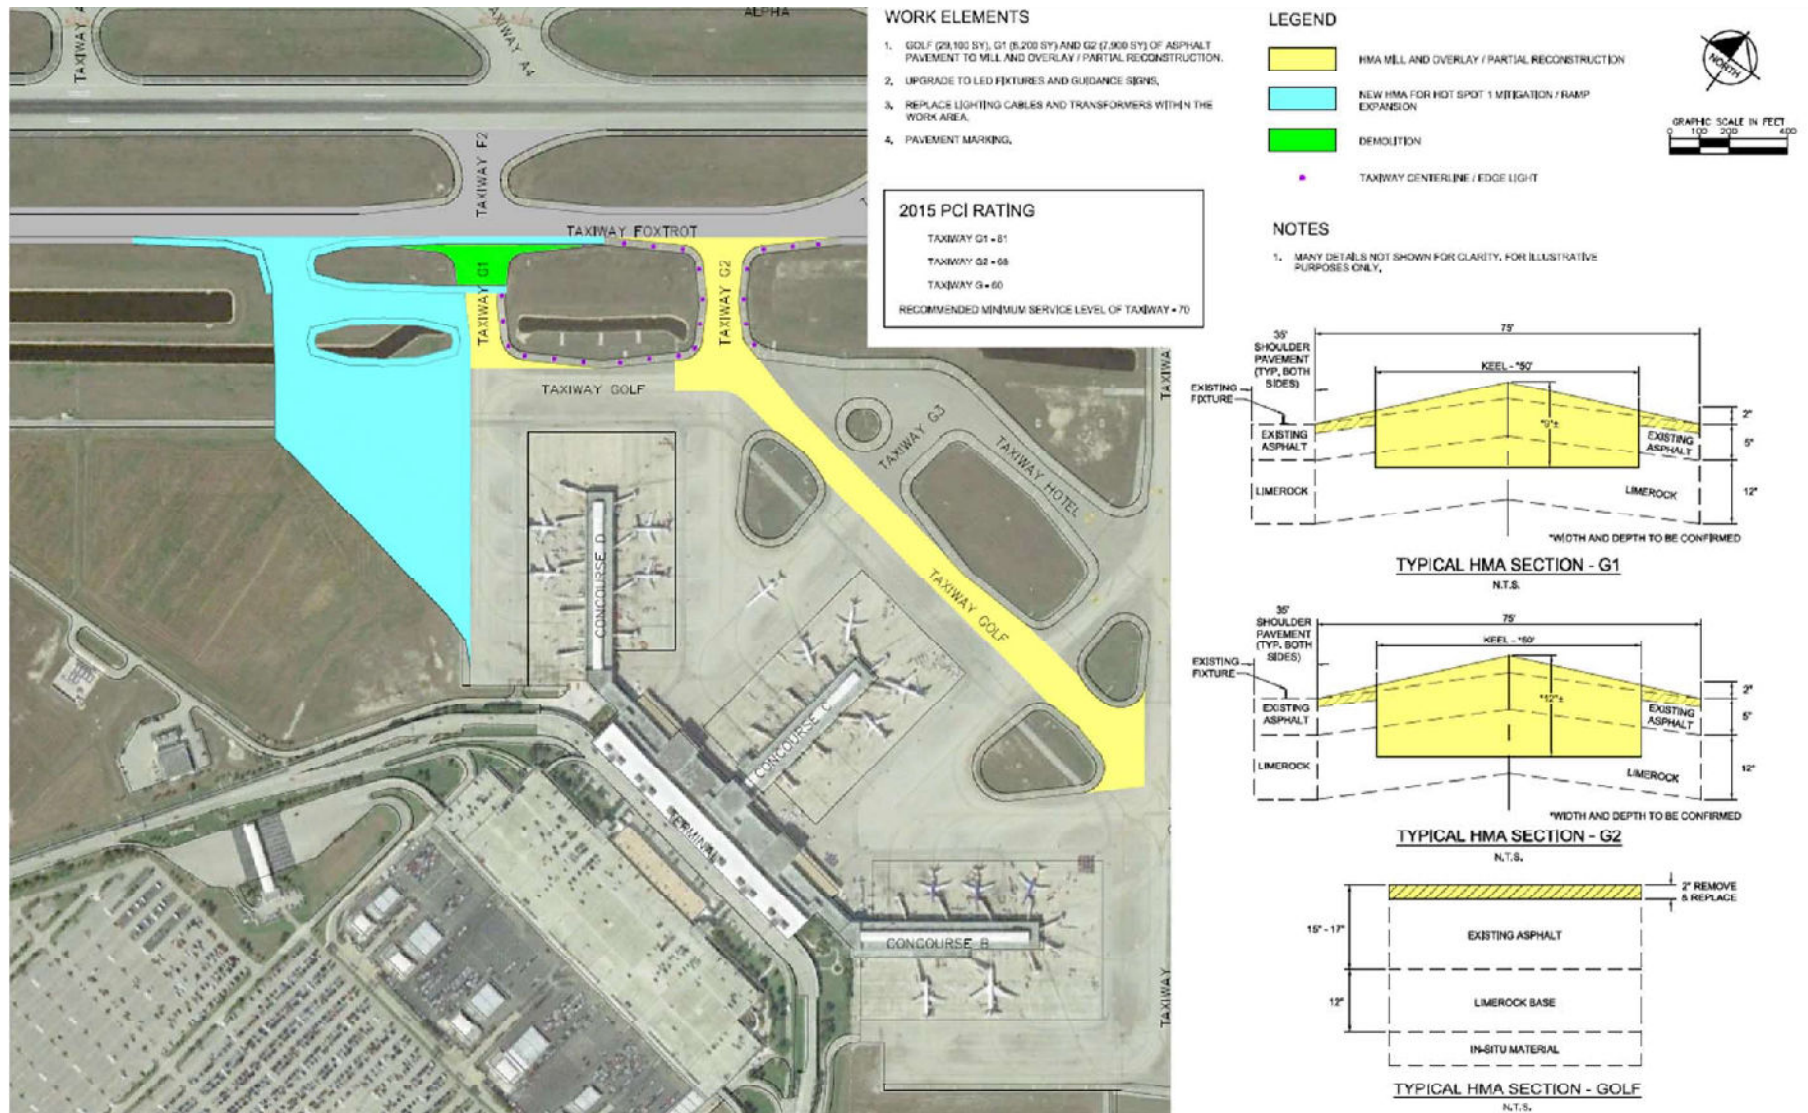 ALPHA
TAXIWAY A4
TAXIWAY
TAXIWAY F2
TAXIWAY FOXTROT
TAXIWAY G1
TAXIWAY G2
TAXIWAY GOLF
TAXIWAY G3
TAXIWAY HOTEL
TAXIWAY GOLF
CONCOURSE D
CONCOURSE C
TERMINAL
CONCOURSE B
TAXIWAY
WORK ELEMENTS
1. GOLF (29,100 SY), G1 (6,200 SY) AND G2 (7,900 SY) OF ASPHALT
PAVEMENT TO MILL AND OVERLAY / PARTIAL RECONSTRUCTION.
2. UPGRADE TO LED FIXTURES AND GUIDANCE SIGNS.
3. REPLACE LIGHTING CABLES AND TRANSFORMERS WITHIN THE
WORK AREA.
4. PAVEMENT MARKING.
2015 PCI RATING
TAXIWAY G1 - 61
TAXIWAY G2 - 68
TAXIWAY G - 60
RECOMMENDED MINIMUM SERVICE LEVEL OF TAXIWAY - 70
LEGEND
HMA MILL AND OVERLAY / PARTIAL RECONSTRUCTION
NEW HMA FOR HOT SPOT 1 MITIGATION / RAMP
EXPANSION
DEMOLITION
TAXIWAY CENTERLINE / EDGE LIGHT
NORTH
GRAPHIC SCALE IN FEET
0 100 200 400
NOTES
1. MANY DETAILS NOT SHOWN FOR CLARITY. FOR ILLUSTRATIVE
PURPOSES ONLY.
75'
35'
SHOULDER
PAVEMENT
(TYP. BOTH
SIDES)
KEEL - *50'
EXISTING
FIXTURE
EXISTING
ASPHALT
LIMEROCK
*9"±
EXISTING
ASPHALT
LIMEROCK
2"
5"
12"
*WIDTH AND DEPTH TO BE CONFIRMED
TYPICAL HMA SECTION - G1
N.T.S.
75'
35'
SHOULDER
PAVEMENT
(TYP. BOTH
SIDES)
KEEL - *50'
EXISTING
FIXTURE
EXISTING
ASPHALT
LIMEROCK
*12"±
EXISTING
ASPHALT
LIMEROCK
2"
5"
12"
*WIDTH AND DEPTH TO BE CONFIRMED
TYPICAL HMA SECTION - G2
N.T.S.
2" REMOVE
& REPLACE
15" - 17"
EXISTING ASPHALT
12"
LIMEROCK BASE
IN-SITU MATERIAL
TYPICAL HMA SECTION - GOLF
N.T.S.